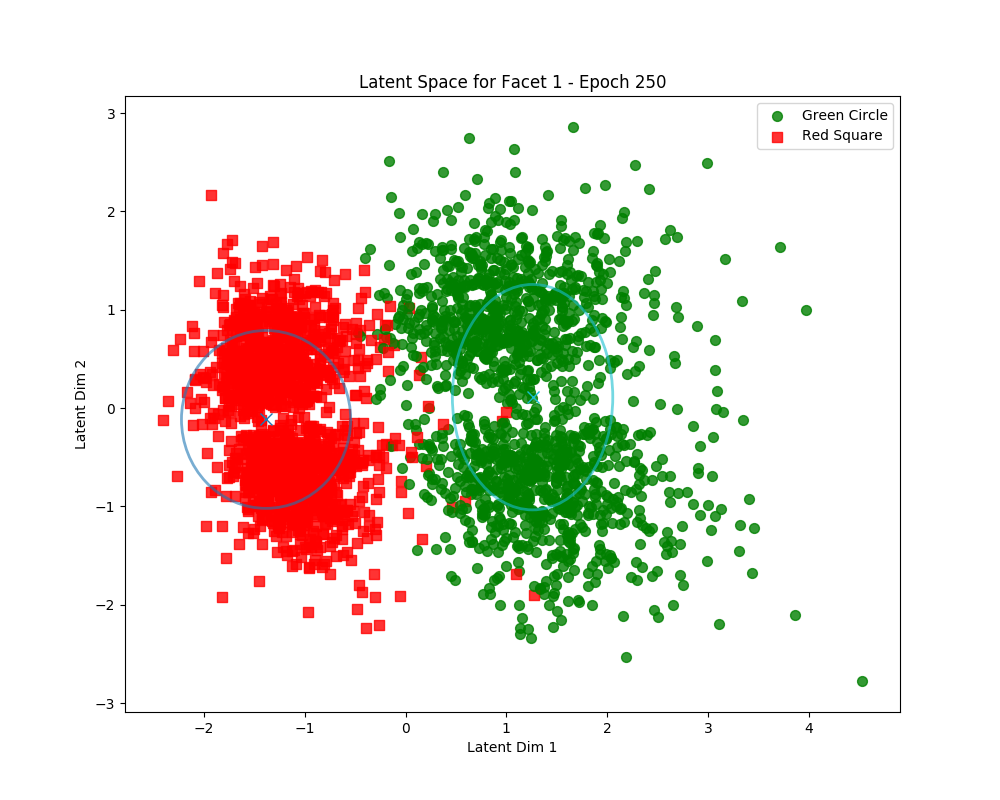 Latent Space for Facet 1 - Epoch 250
Green Circle
Red Square
3
2
1
0
−1
−2
−3
Latent Dim 2
−2
−1
0
1
2
3
4
Latent Dim 1